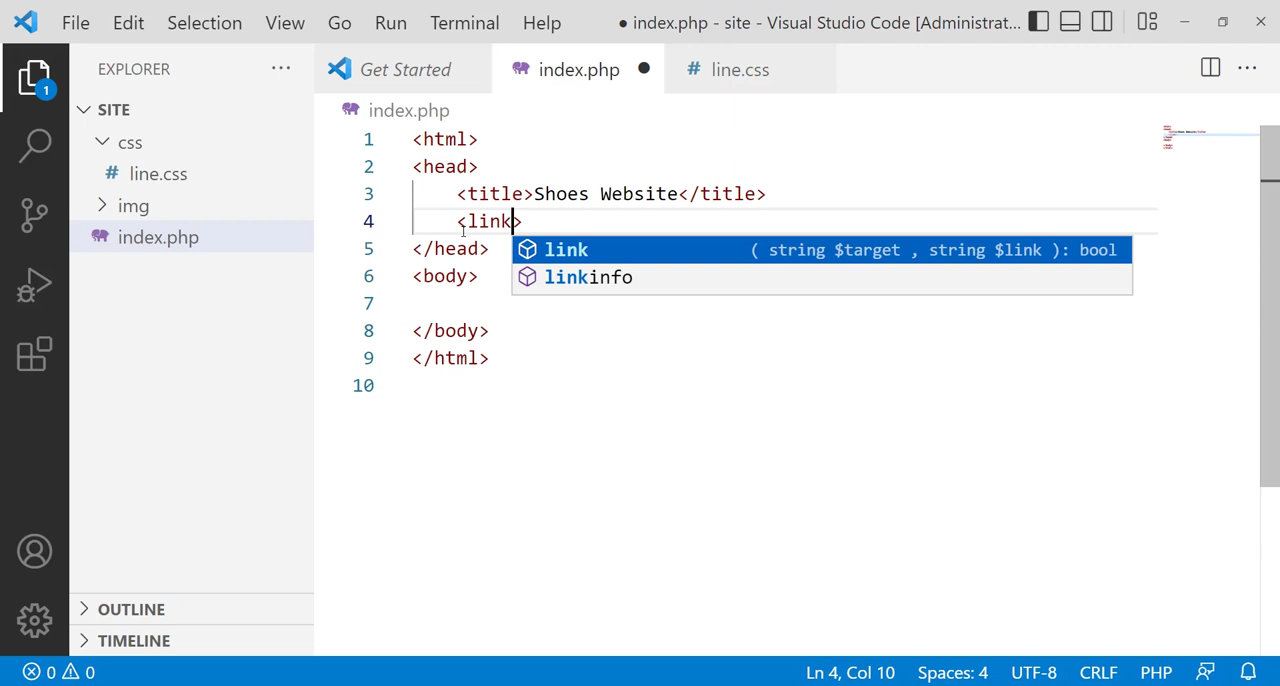 File Edit Selection View Go Run Terminal Help ● index.php - site - Visual Studio Code [Administrat...
EXPLORER ...
Get Started index.php ● # line.css ...
1
SITE
index.php
css
# line.css
img
index.php
1 <html>
2 <head>
3 <title>Shoes Website</title>
4 <link>
5 </head>
link ( string $target , string $link ): bool
6 <body>
linkinfo
7
8 </body>
9 </html>
10
OUTLINE
TIMELINE
0 0 Ln 4, Col 10 Spaces: 4 UTF-8 CRLF PHP